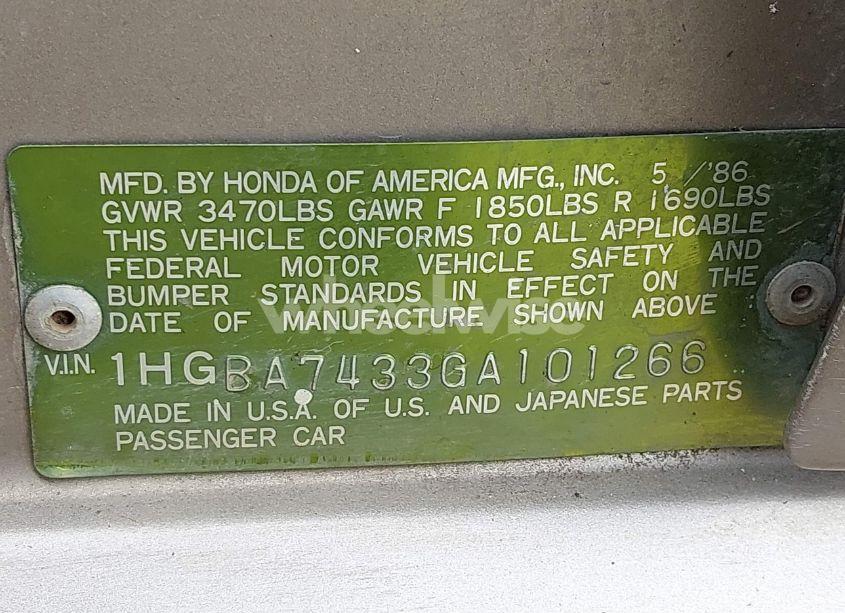 MFD. BY HONDA OF AMERICA MFG., INC. 5 /'86
GVWR 3470LBS GAWR F 1850LBS R 1690LBS
THIS VEHICLE CONFORMS TO ALL APPLICABLE
FEDERAL MOTOR VEHICLE SAFETY AND
BUMPER STANDARDS IN EFFECT ON THE
DATE OF MANUFACTURE SHOWN ABOVE
V.I.N. 1HGBA7433GA101266
MADE IN U.S.A. OF U.S. AND JAPANESE PARTS
PASSENGER CAR